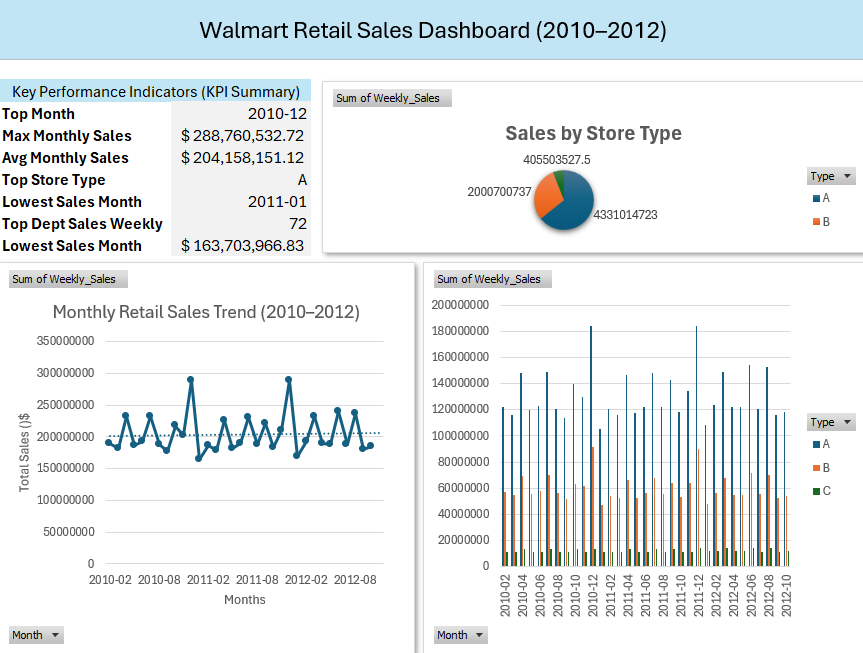 Walmart Retail Sales Dashboard (2010–2012)
Key Performance Indicators (KPI Summary)
Top Month 2010-12
Max Monthly Sales $ 288,760,532.72
Avg Monthly Sales $ 204,158,151.12
Top Store Type A
Lowest Sales Month 2011-01
Top Dept Sales Weekly 72
Lowest Sales Month $ 163,703,966.83
Sum of Weekly_Sales
Sales by Store Type
405503527.5
2000700737
4331014723
Type
A
B
Sum of Weekly_Sales
Monthly Retail Sales Trend (2010–2012)
350000000
300000000
250000000
200000000
150000000
100000000
50000000
0
Total Sales ()$
2010-02 2010-08 2011-02 2011-08 2012-02 2012-08
Months
Month
Sum of Weekly_Sales
200000000
180000000
160000000
140000000
120000000
100000000
80000000
60000000
40000000
20000000
0
2010-02 2010-04 2010-06 2010-08 2010-10 2010-12 2011-02 2011-04 2011-06 2011-08 2011-10 2011-12 2012-02 2012-04 2012-06 2012-08 2012-10
Type
A
B
C
Month